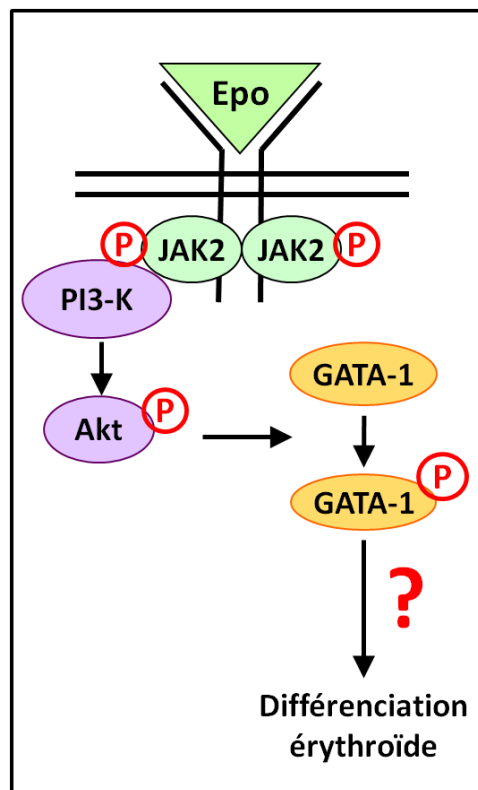 Epo
P
JAK2
JAK2
P
PI3-K
Akt
P
GATA-1
GATA-1
P
?
Différenciation
érythroïde